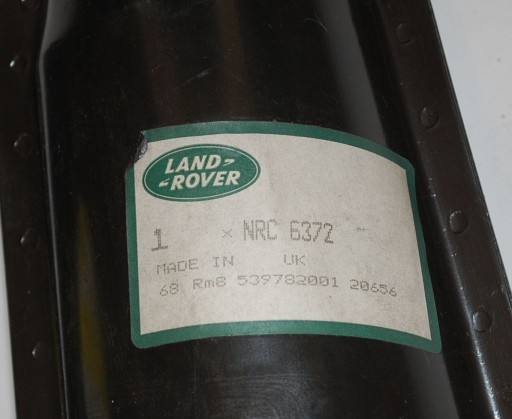 LAND-
-ROVER
1 × NRC 6372
MADE IN UK
68 Rm8 539782001 20656